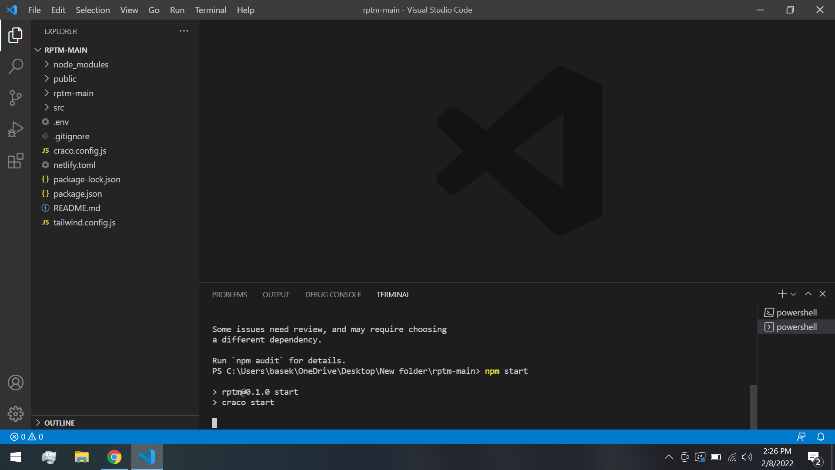 File Edit Selection View Go Run Terminal Help
rptm-main - Visual Studio Code
EXPLORER
RPTM-MAIN
node_modules
public
rptm-main
src
.env
.gitignore
JS craco.config.js
netlify.toml
{} package-lock.json
{} package.json
README.md
JS tailwind.config.js
OUTLINE
PROBLEMS OUTPUT DEBUG CONSOLE TERMINAL
powershell
powershell
Some issues need review, and may require choosing
a different dependency.
Run `npm audit` for details.
PS C:\Users\basek\OneDrive\Desktop\New folder\rptm-main> npm start
> rptm@0.1.0 start
> craco start
0 0
2:26 PM
2/8/2022
2